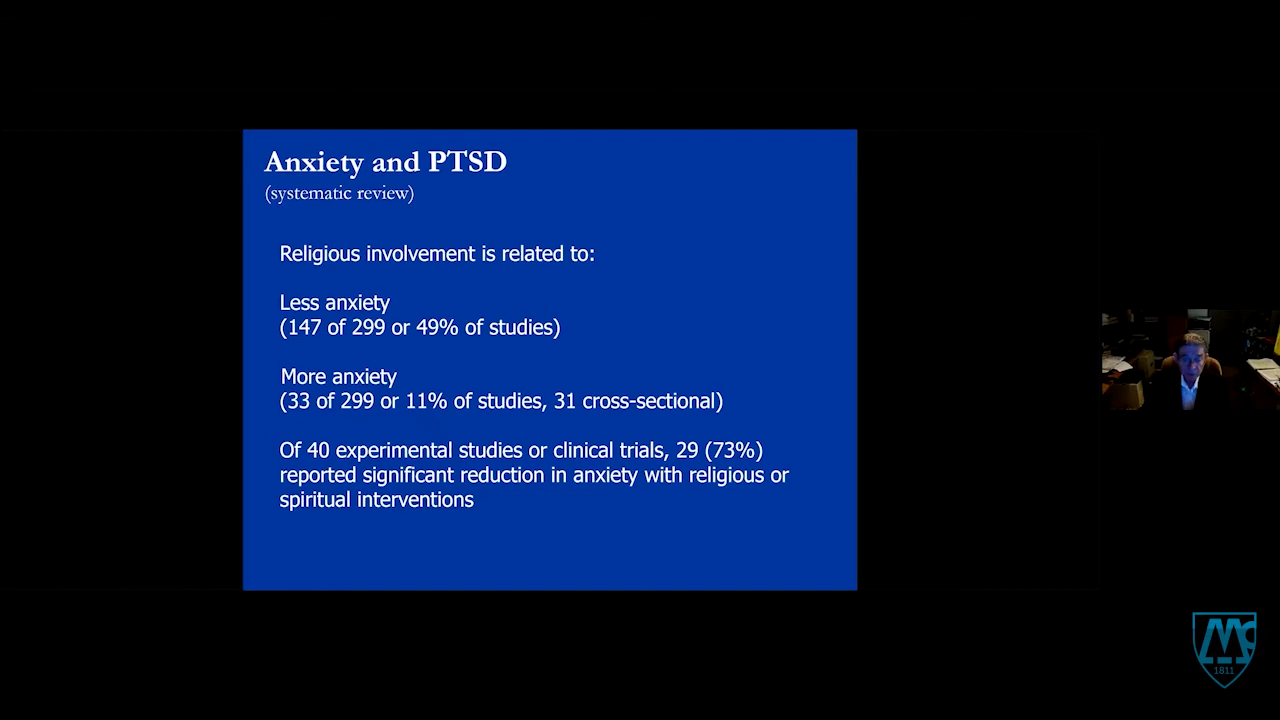 Anxiety and PTSD
(systematic review)
Religious involvement is related to:
Less anxiety
(147 of 299 or 49% of studies)
More anxiety
(33 of 299 or 11% of studies, 31 cross-sectional)
Of 40 experimental studies or clinical trials, 29 (73%)
reported significant reduction in anxiety with religious or
spiritual interventions
Mc
1811